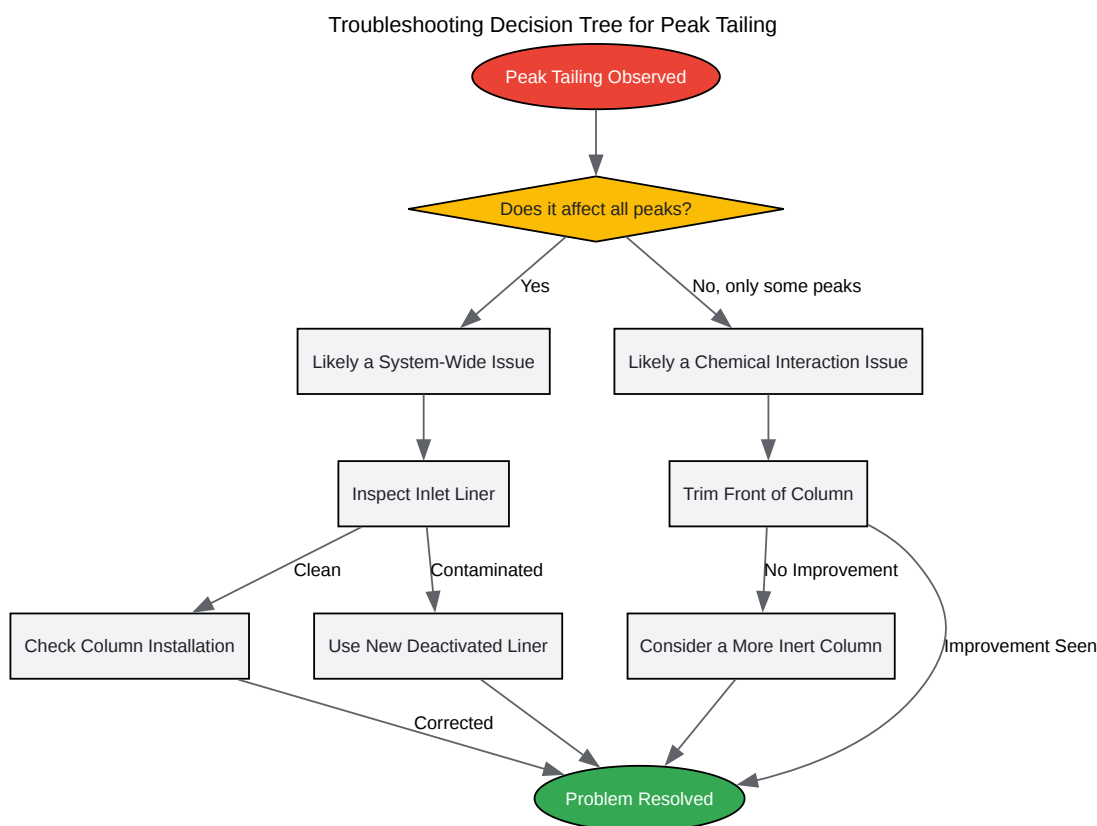 Troubleshooting Decision Tree for Peak Tailing
Peak Tailing Observed
Does it affect all peaks?
Yes
No, only some peaks
Likely a System-Wide Issue
Likely a Chemical Interaction Issue
Inspect Inlet Liner
Trim Front of Column
Clean
Contaminated
No Improvement
Check Column Installation
Use New Deactivated Liner
Consider a More Inert Column
Improvement Seen
Corrected
Problem Resolved